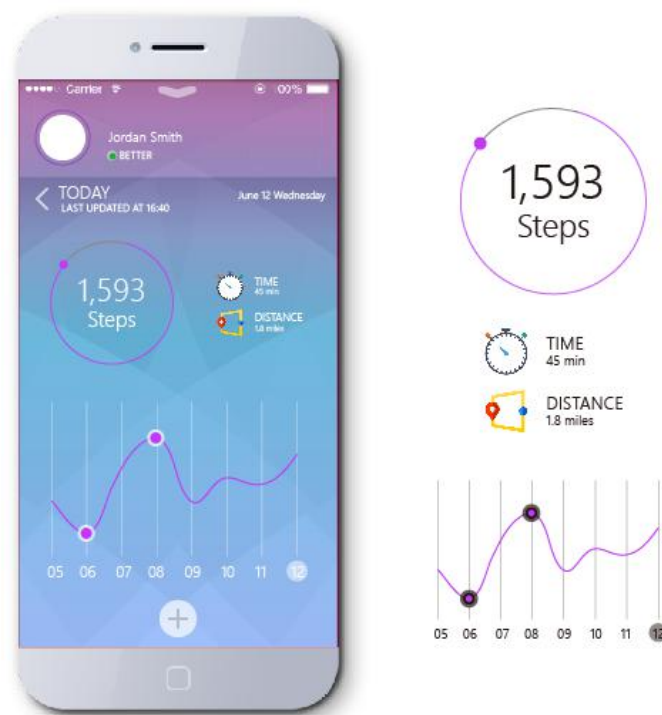 Carrier 00%
Jordan Smith
BETTER
TODAY
LAST UPDATED AT 16:40
June 12 Wednesday
1,593
Steps
TIME
45 min
DISTANCE
1.8 miles
05 06 07 08 09 10 11 12
1,593
Steps
TIME
45 min
DISTANCE
1.8 miles
05 06 07 08 09 10 11 12